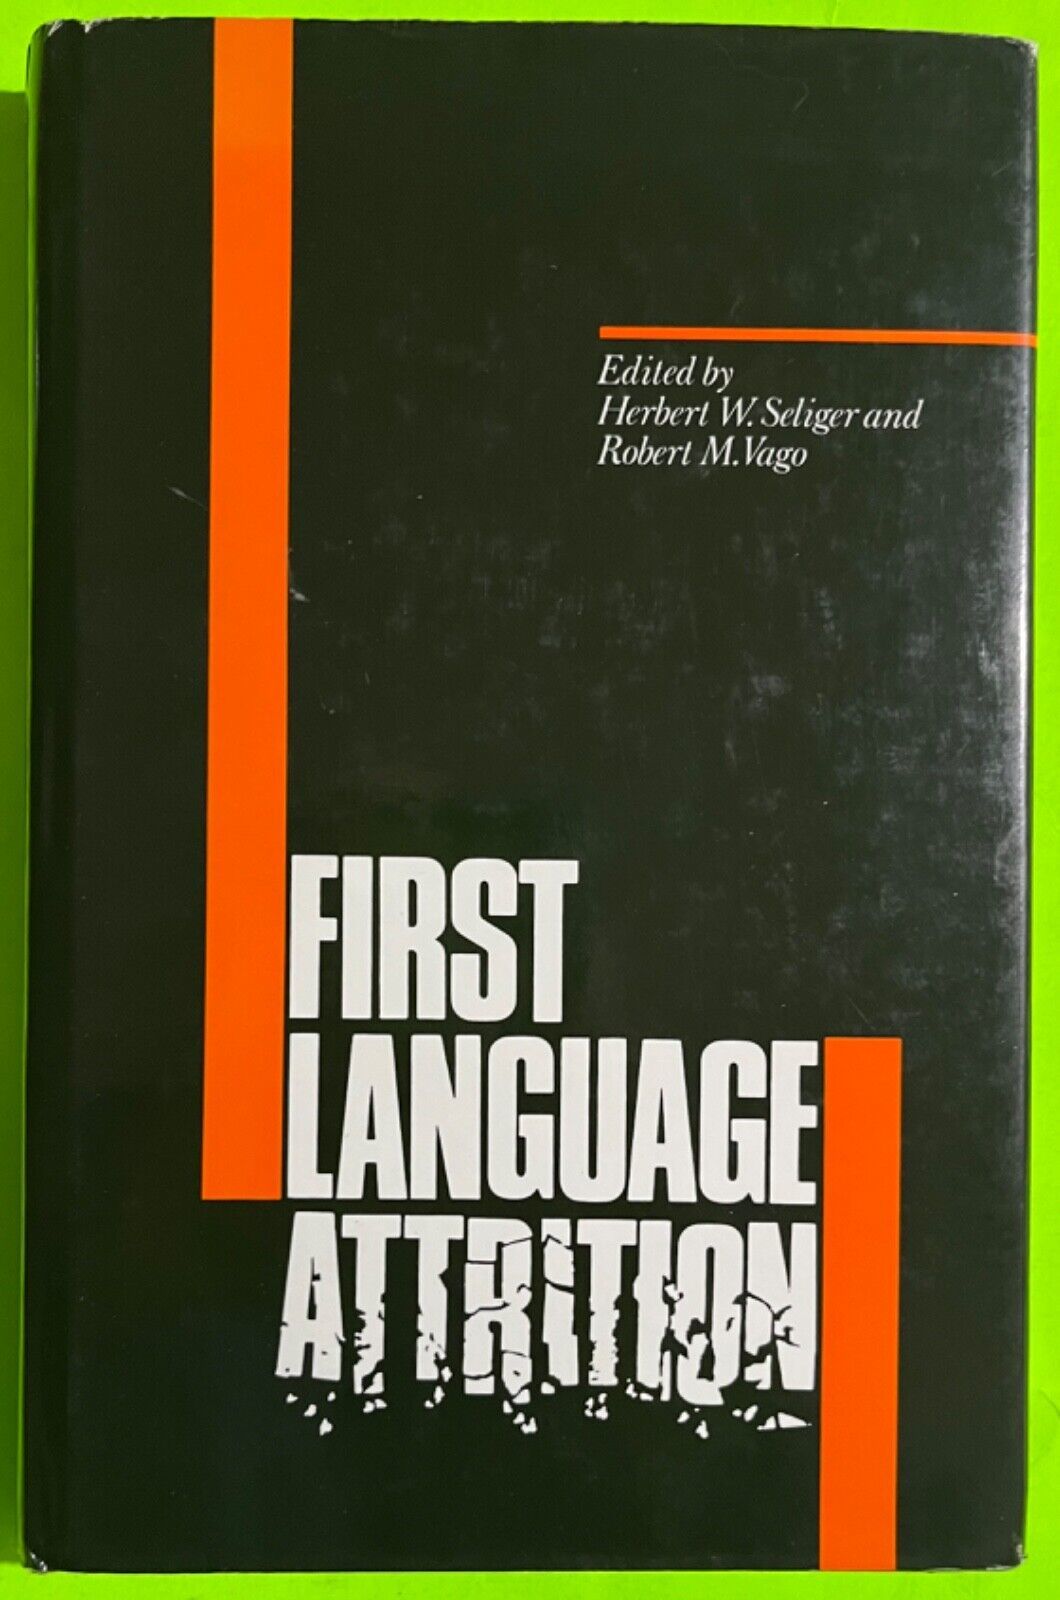 Edited by
Herbert W. Seliger and
Robert M. Vago
FIRST
LANGUAGE
ATTRITION